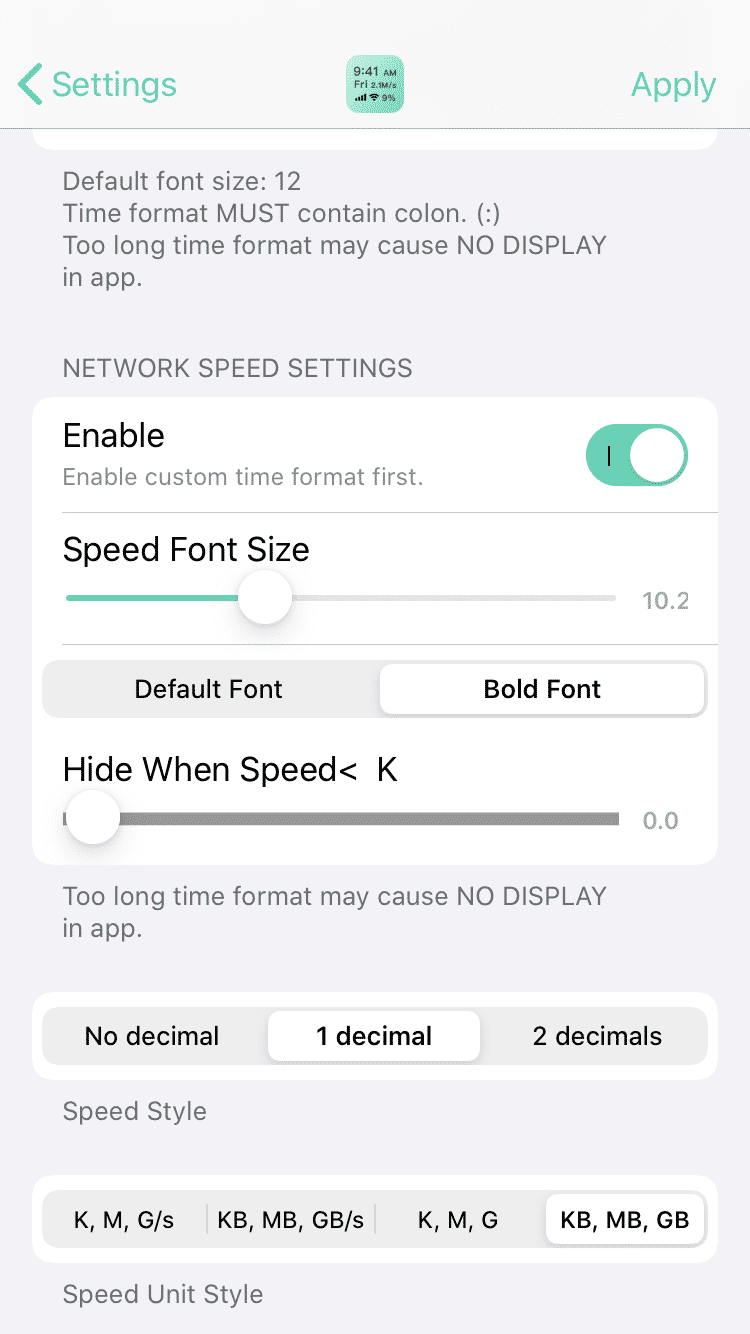 Settings
9:41 AM
Fri 2.1M/s
9%
Apply
Default font size: 12
Time format MUST contain colon. (:)
Too long time format may cause NO DISPLAY
in app.
NETWORK SPEED SETTINGS
Enable
Enable custom time format first.
Speed Font Size
10.2
Default Font
Bold Font
Hide When Speed< K
0.0
Too long time format may cause NO DISPLAY
in app.
No decimal
1 decimal
2 decimals
Speed Style
K, M, G/s
KB, MB, GB/s
K, M, G
KB, MB, GB
Speed Unit Style